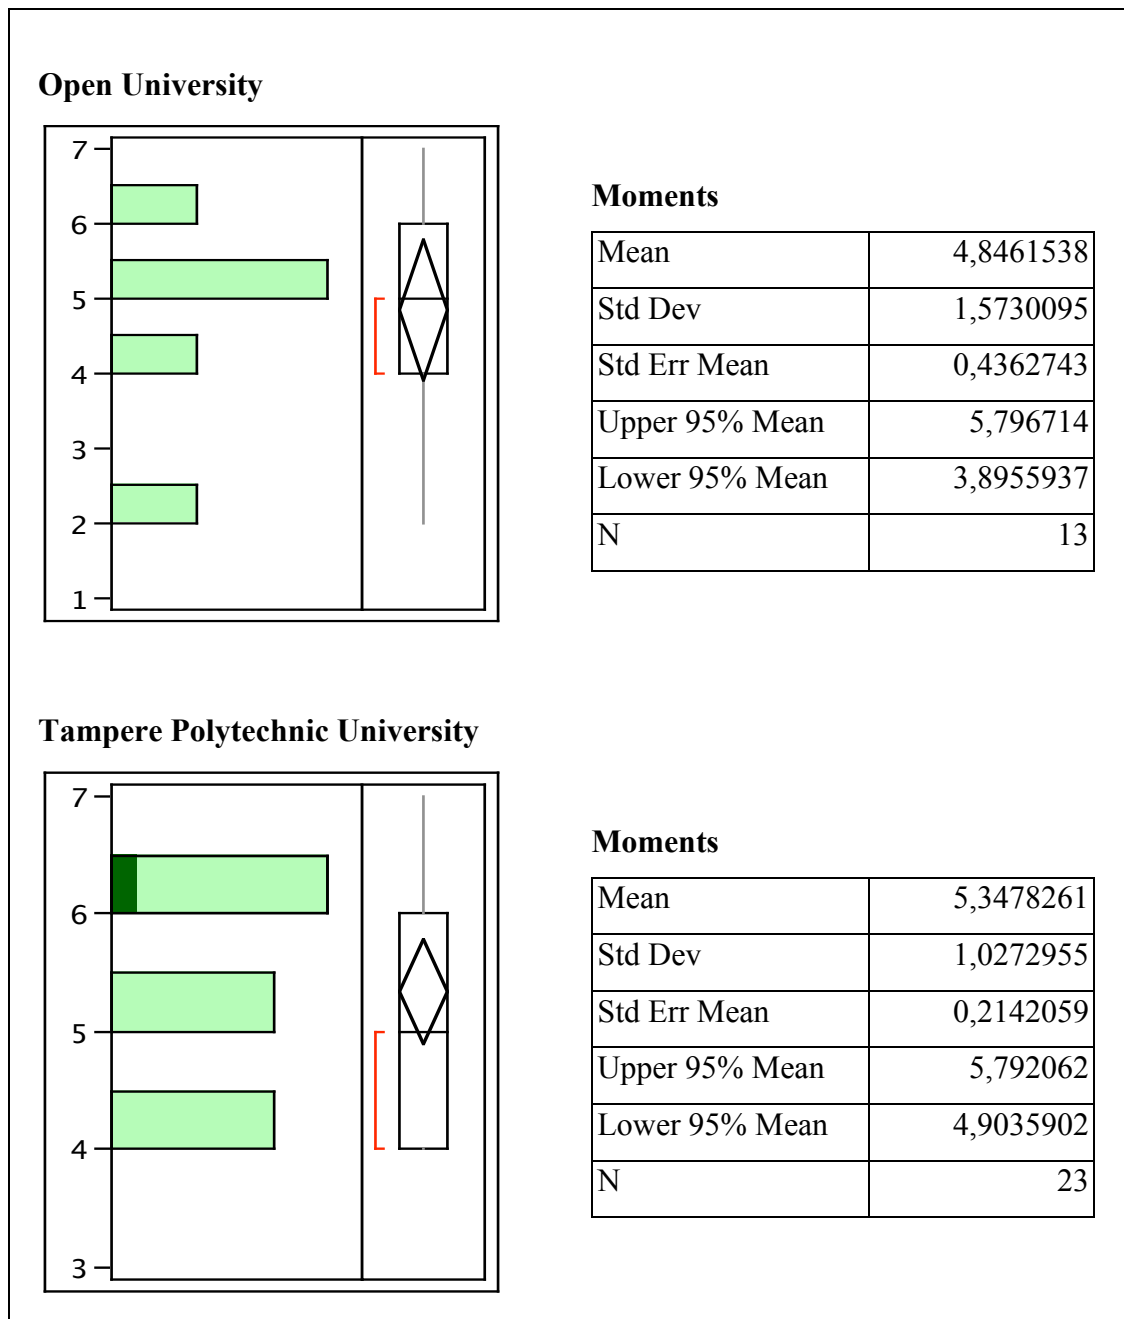 Open University
7
6
5
4
3
2
1
Moments
Mean 4,8461538
Std Dev 1,5730095
Std Err Mean 0,4362743
Upper 95% Mean 5,796714
Lower 95% Mean 3,8955937
N 13
Tampere Polytechnic University
7
6
5
4
3
Moments
Mean 5,3478261
Std Dev 1,0272955
Std Err Mean 0,2142059
Upper 95% Mean 5,792062
Lower 95% Mean 4,9035902
N 23